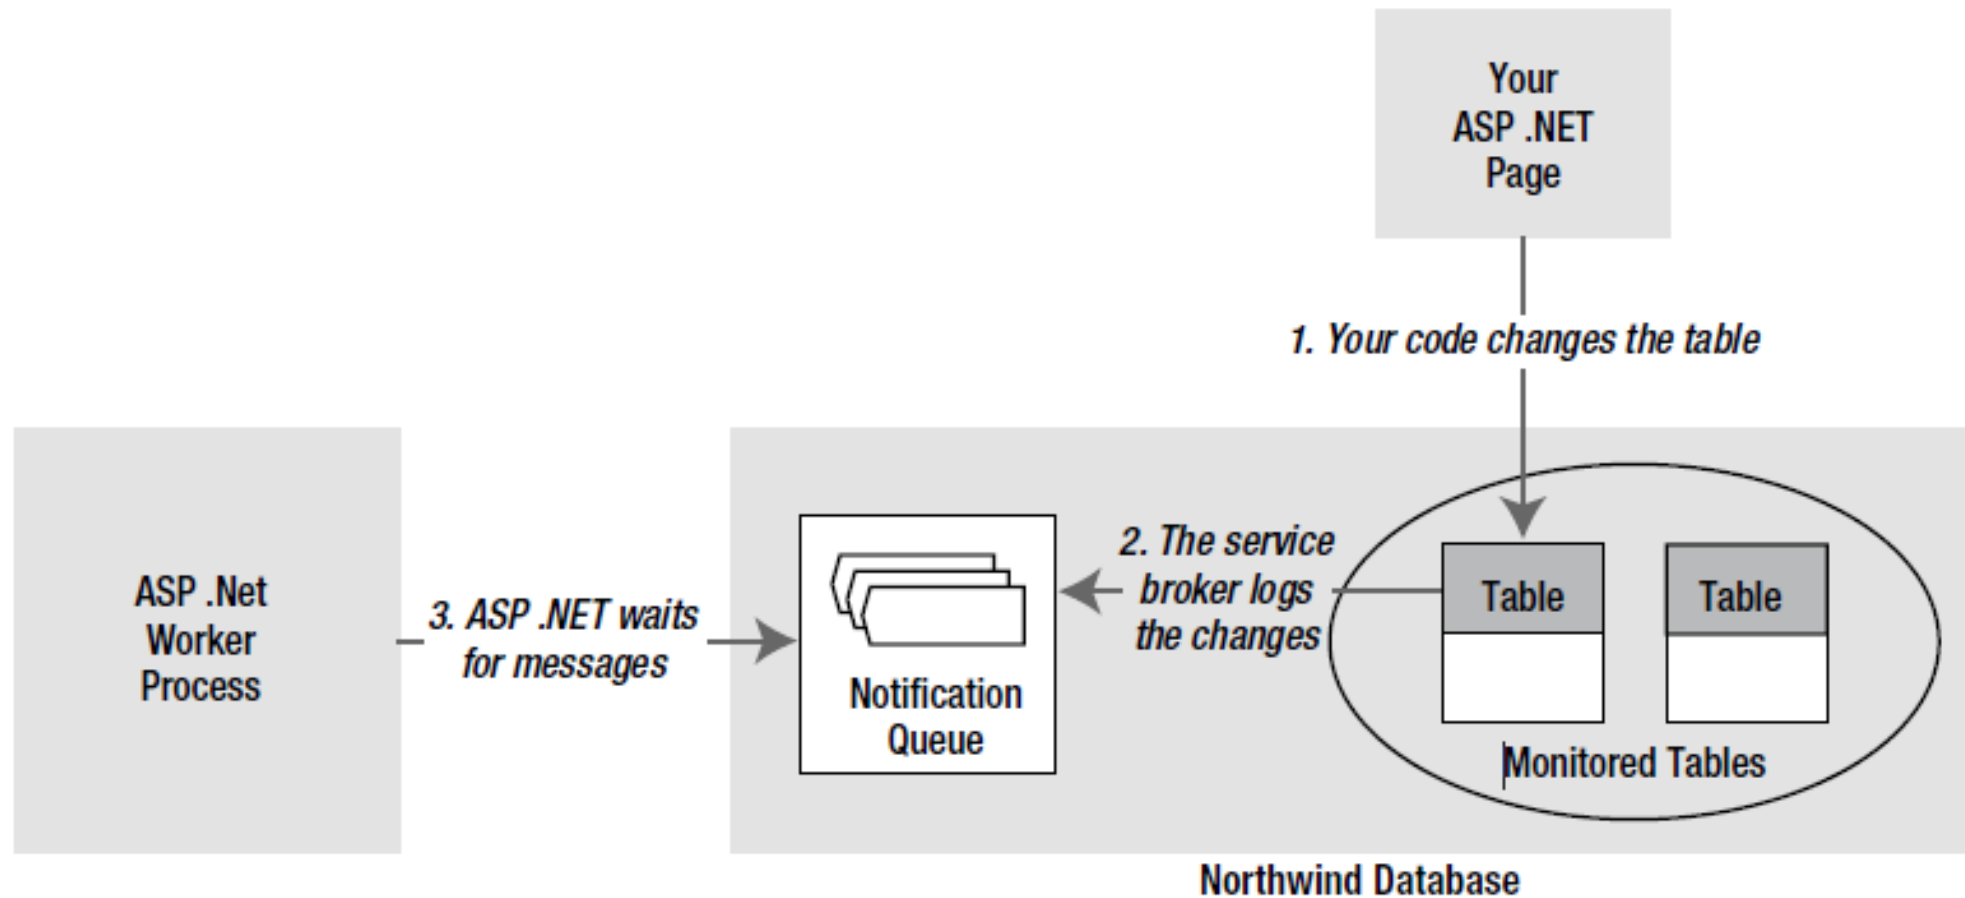 Your
ASP .NET
Page
1. Your code changes the table
ASP .Net
Worker
Process
3. ASP .NET waits
for messages
Notification
Queue
2. The service
broker logs
the changes
Table
Table
Monitored Tables
Northwind Database